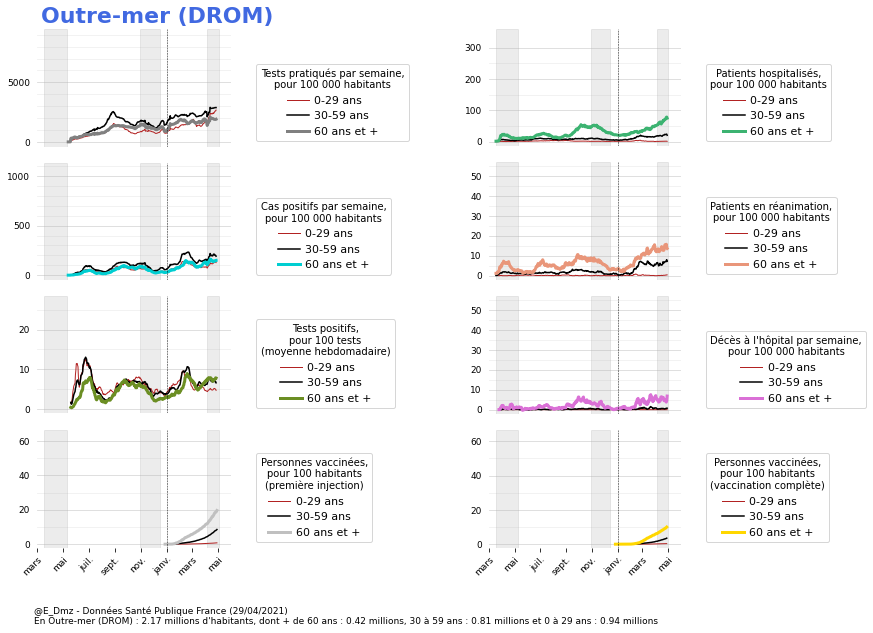 Outre-mer (DROM)
5000
0
Tests pratiqués par semaine,
pour 100 000 habitants
0-29 ans
30-59 ans
60 ans et +
300
200
100
0
Patients hospitalisés,
pour 100 000 habitants
0-29 ans
30-59 ans
60 ans et +
1000
500
0
Cas positifs par semaine,
pour 100 000 habitants
0-29 ans
30-59 ans
60 ans et +
50
40
30
20
10
0
Patients en réanimation,
pour 100 000 habitants
0-29 ans
30-59 ans
60 ans et +
20
10
0
Tests positifs,
pour 100 tests
(moyenne hebdomadaire)
0-29 ans
30-59 ans
60 ans et +
50
40
30
20
10
0
Décès à l'hôpital par semaine,
pour 100 000 habitants
0-29 ans
30-59 ans
60 ans et +
60
40
20
0
mars mai juil. sept. nov. janv. mars mai
Personnes vaccinées,
pour 100 habitants
(première injection)
0-29 ans
30-59 ans
60 ans et +
60
40
20
0
mars mai juil. sept. nov. janv. mars mai
Personnes vaccinées,
pour 100 habitants
(vaccination complète)
0-29 ans
30-59 ans
60 ans et +
@E_Dmz - Données Santé Publique France (29/04/2021)
En Outre-mer (DROM) : 2.17 millions d'habitants, dont + de 60 ans : 0.42 millions, 30 à 59 ans : 0.81 millions et 0 à 29 ans : 0.94 millions